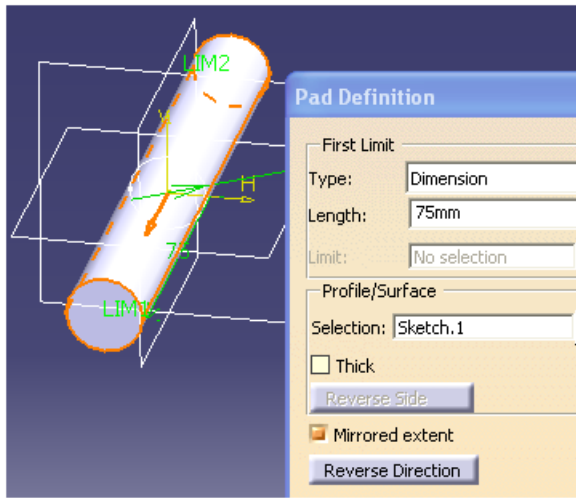 LIM2
V
H
75
LIM1
Pad Definition
First Limit
Type: Dimension
Length: 75mm
Limit: No selection
Profile/Surface
Selection: Sketch.1
Thick
Reverse Side
Mirrored extent
Reverse Direction